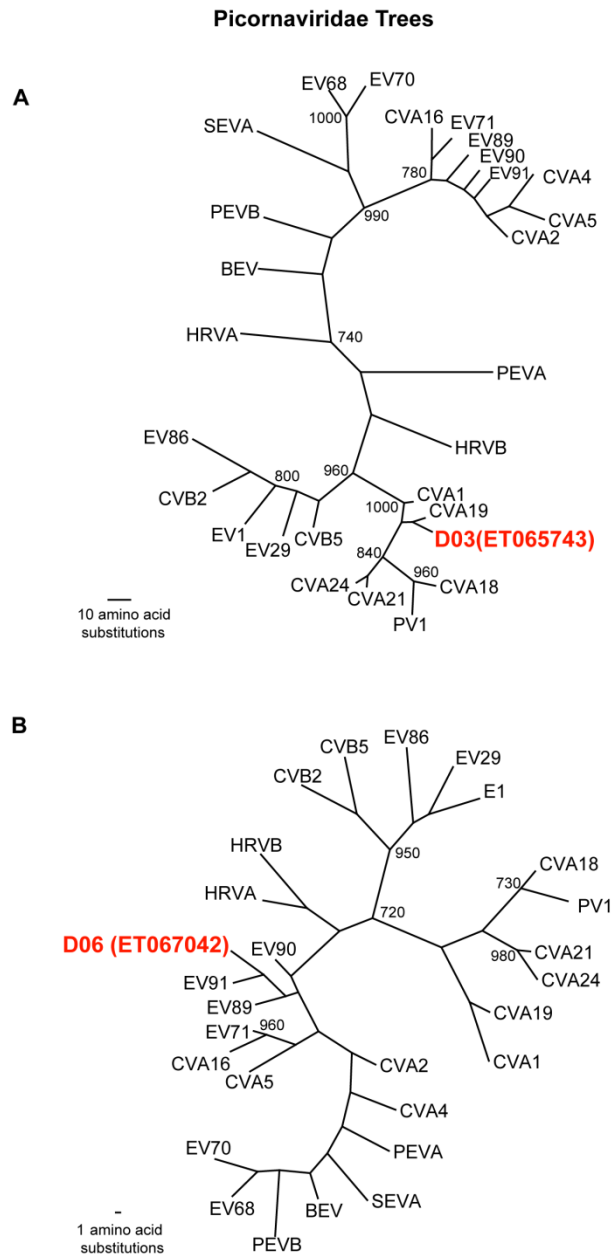 Picornaviridae Trees
A
EV68
EV70
1000
CVA16
EV71
EV89
EV90
EV91
SEVA
780
CVA4
CVA5
CVA2
990
PEVB
BEV
HRVA
740
PEVA
HRVB
EV86
960
800
CVB2
EV1
EV29
CVB5
CVA1
1000
CVA19
D03(ET065743)
840
960
CVA24
CVA21
CVA18
PV1
10 amino acid
substitutions
B
CVB5
EV86
EV29
CVB2
E1
HRVB
950
CVA18
730
PV1
HRVA
720
D06 (ET067042)
EV90
CVA21
980
CVA24
EV91
EV89
CVA19
EV71
960
CVA16
CVA5
CVA2
CVA1
CVA4
PEVA
EV70
EV68
SEVA
BEV
PEVB
1 amino acid
substitutions